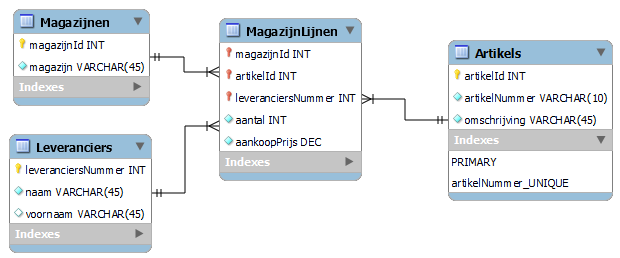 Magazijnen
magazijnId INT
magazijn VARCHAR(45)
Indexes
Leveranciers
leveranciersNummer INT
naam VARCHAR(45)
voornaam VARCHAR(45)
Indexes
MagazijnLijnen
magazijnId INT
artikelId INT
leveranciersNummer INT
aantal INT
aankoopPrijs DEC
Indexes
Artikels
artikelId INT
artikelNummer VARCHAR(10)
omschrijving VARCHAR(45)
Indexes
PRIMARY
artikelNummer_UNIQUE